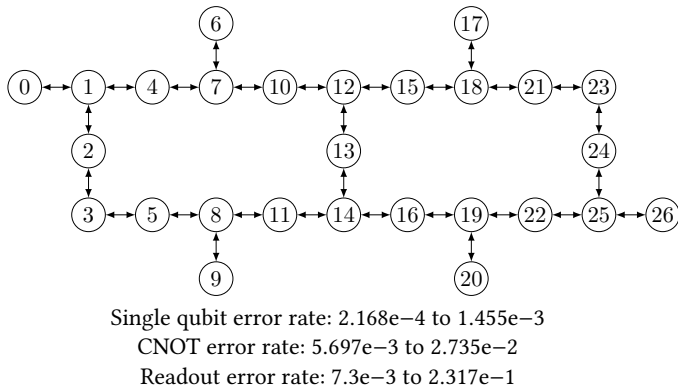 6 17
0 1 4 7 10 12 15 18 21 23
2 13 24
3 5 8 11 14 16 19 22 25 26
9 20
Single qubit error rate: 2.168e−4 to 1.455e−3
CNOT error rate: 5.697e−3 to 2.735e−2
Readout error rate: 7.3e−3 to 2.317e−1